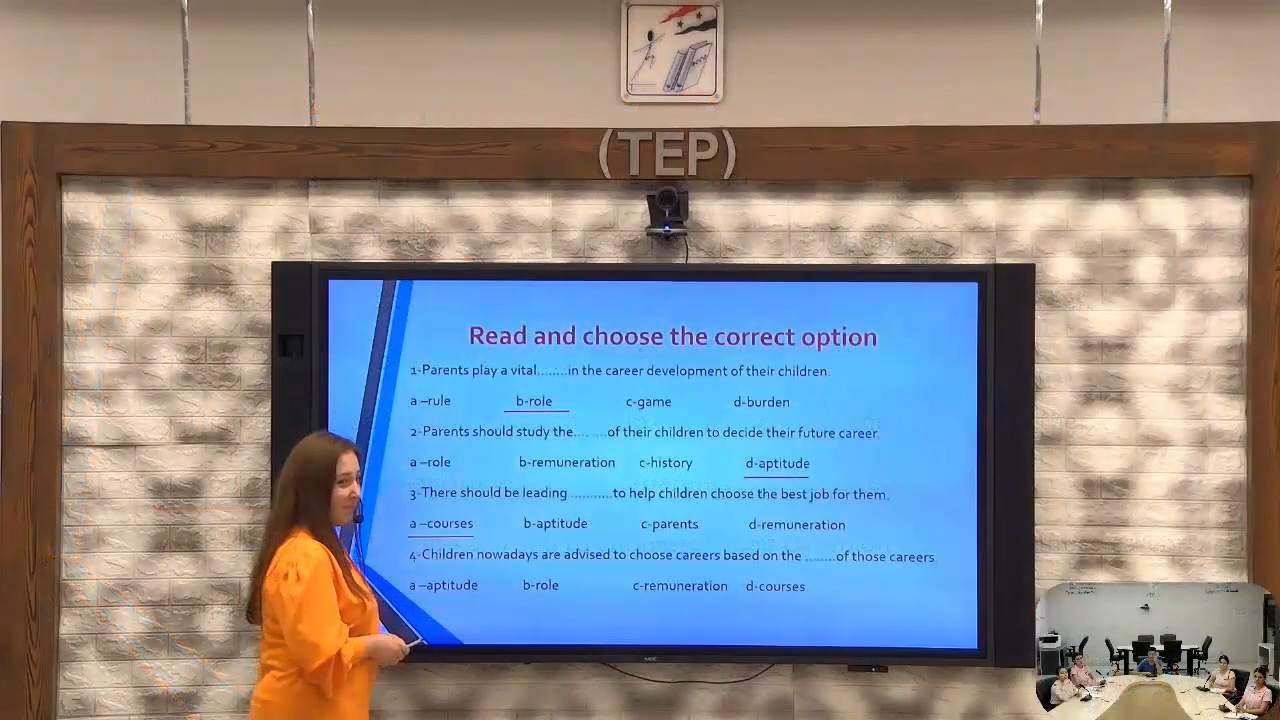 (TEP)
Read and choose the correct option
1-Parents play a vital........in the career development of their children.
a –rule b-role c-game d-burden
2-Parents should study the.... ....of their children to decide their future career.
a –role b-remuneration c-history d-aptitude
3-There should be leading ...........to help children choose the best job for them.
a –courses b-aptitude c-parents d-remuneration
4-Children nowadays are advised to choose careers based on the ........of those careers
a –aptitude b-role c-remuneration d-courses
NEC